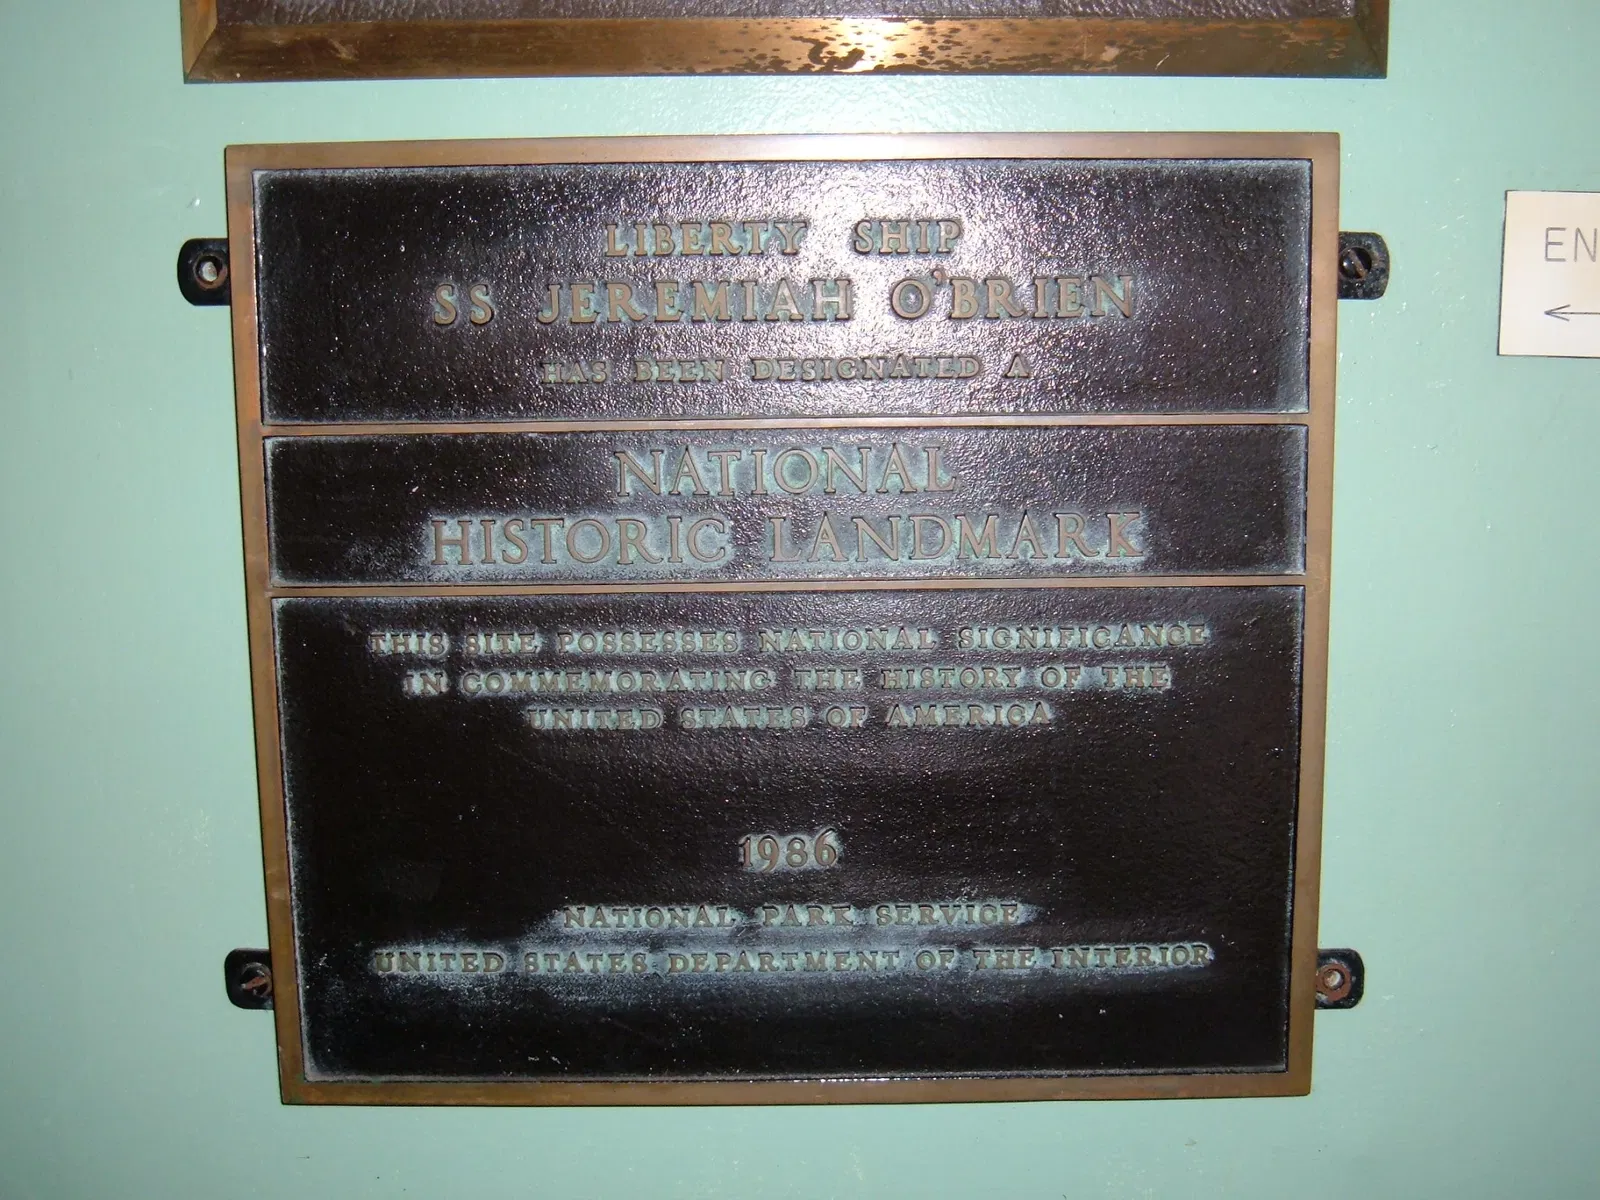 LIBERTY SHIP
SS JEREMIAH O'BRIEN
HAS BEEN DESIGNATED A
NATIONAL
HISTORIC LANDMARK
THIS SITE POSSESSES NATIONAL SIGNIFICANCE
IN COMMEMORATING THE HISTORY OF THE
UNITED STATES OF AMERICA
1986
NATIONAL PARK SERVICE
UNITED STATES DEPARTMENT OF THE INTERIOR
EN
←